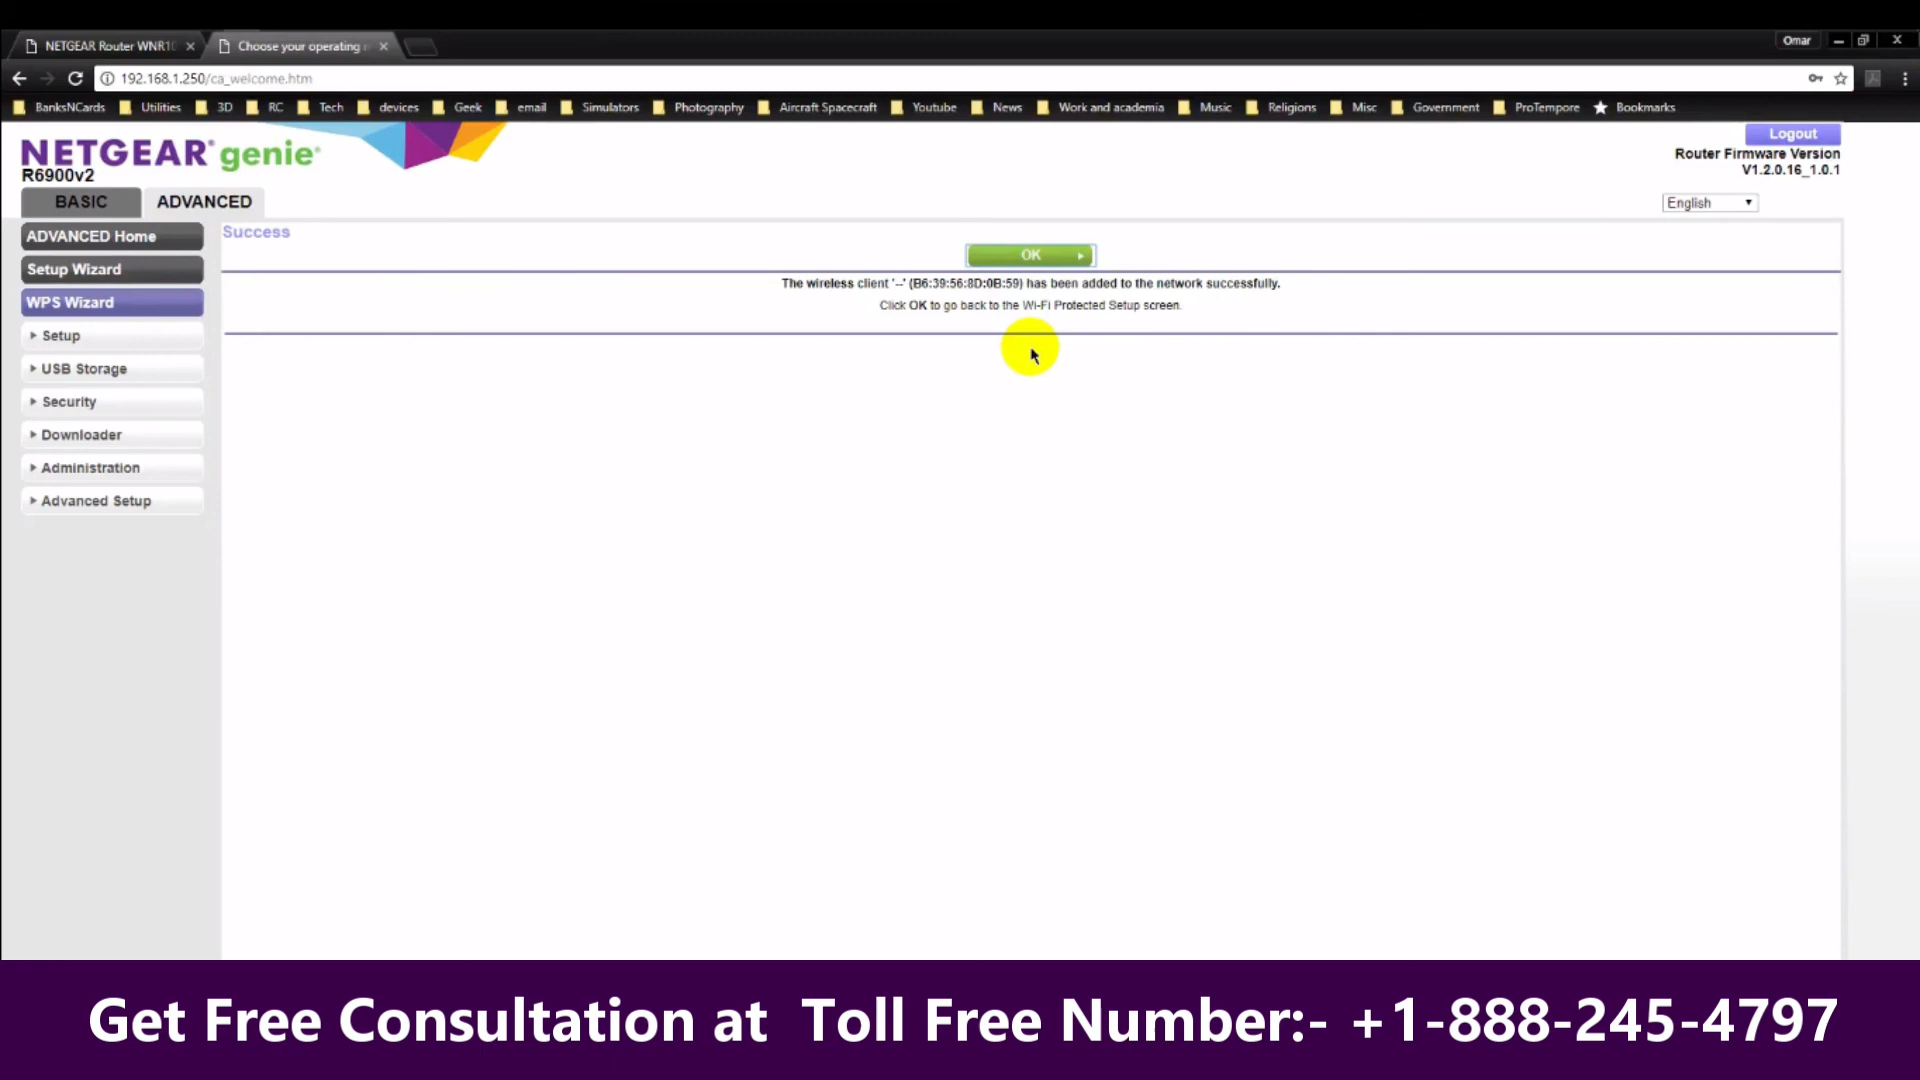 NETGEAR Router WNR10
Choose your operating
Omar
192.168.1.250/ca_welcome.htm
BanksNCards Utilities 3D RC Tech devices Geek email Simulators Photography Aircraft Spacecraft Youtube News Work and academia Music Religions Misc Government ProTempore Bookmarks
NETGEAR® genie®
R6900v2
Logout
Router Firmware Version
V1.2.0.16_1.0.1
BASIC
ADVANCED
English
ADVANCED Home
Setup Wizard
WPS Wizard
Setup
USB Storage
Security
Downloader
Administration
Advanced Setup
Success
OK
The wireless client '--' (B6:39:56:8D:0B:59) has been added to the network successfully.
Click OK to go back to the Wi-Fi Protected Setup screen.
Get Free Consultation at Toll Free Number:- +1-888-245-4797